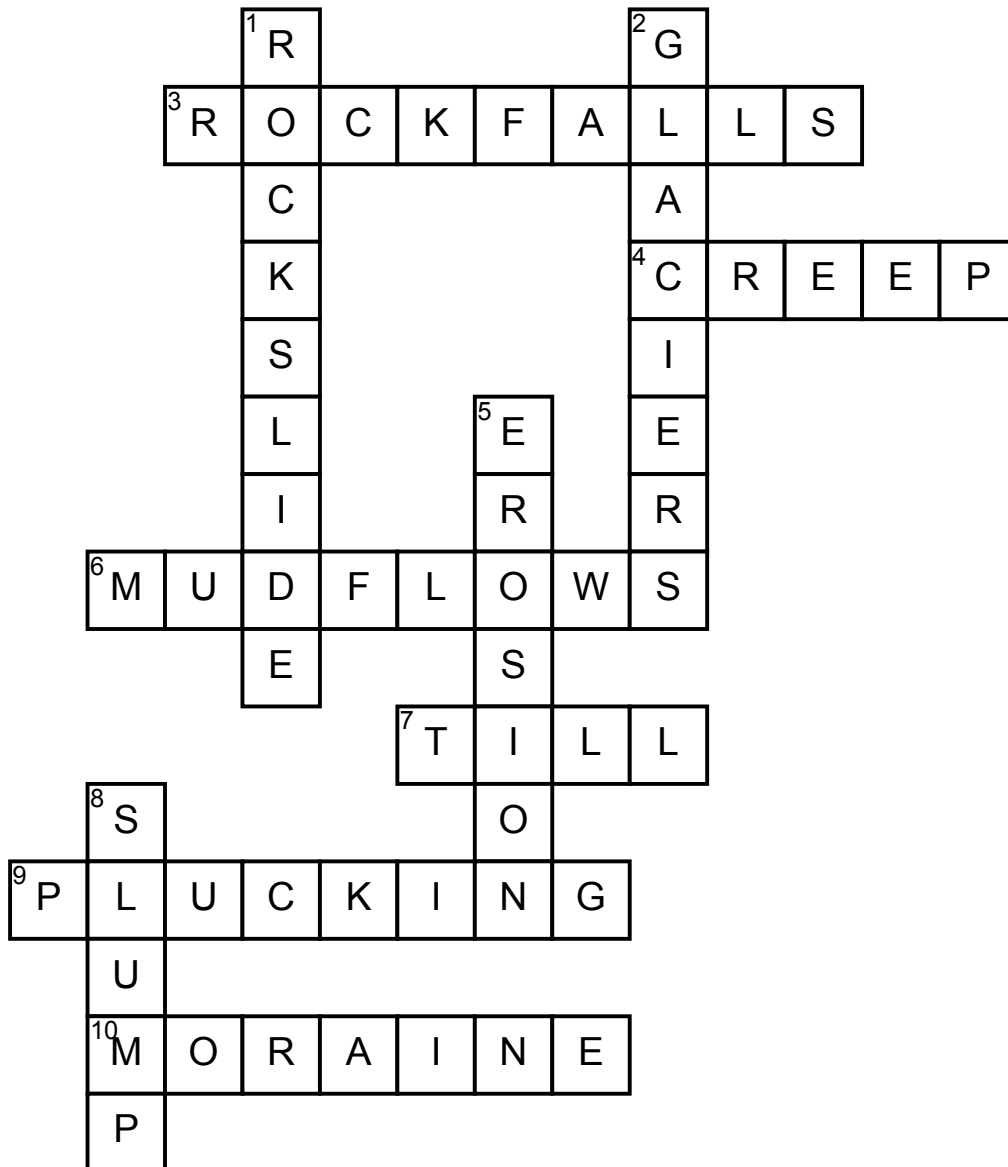 1 R 2 G
3 R O C K F A L L S
C A
K 4 C R E E P
S I
L 5 E E
I R R
6 M U D F L O W S
E S
7 T I L L
8 S O
9 P L U C K I N G
U
10 M O R A I N E
P